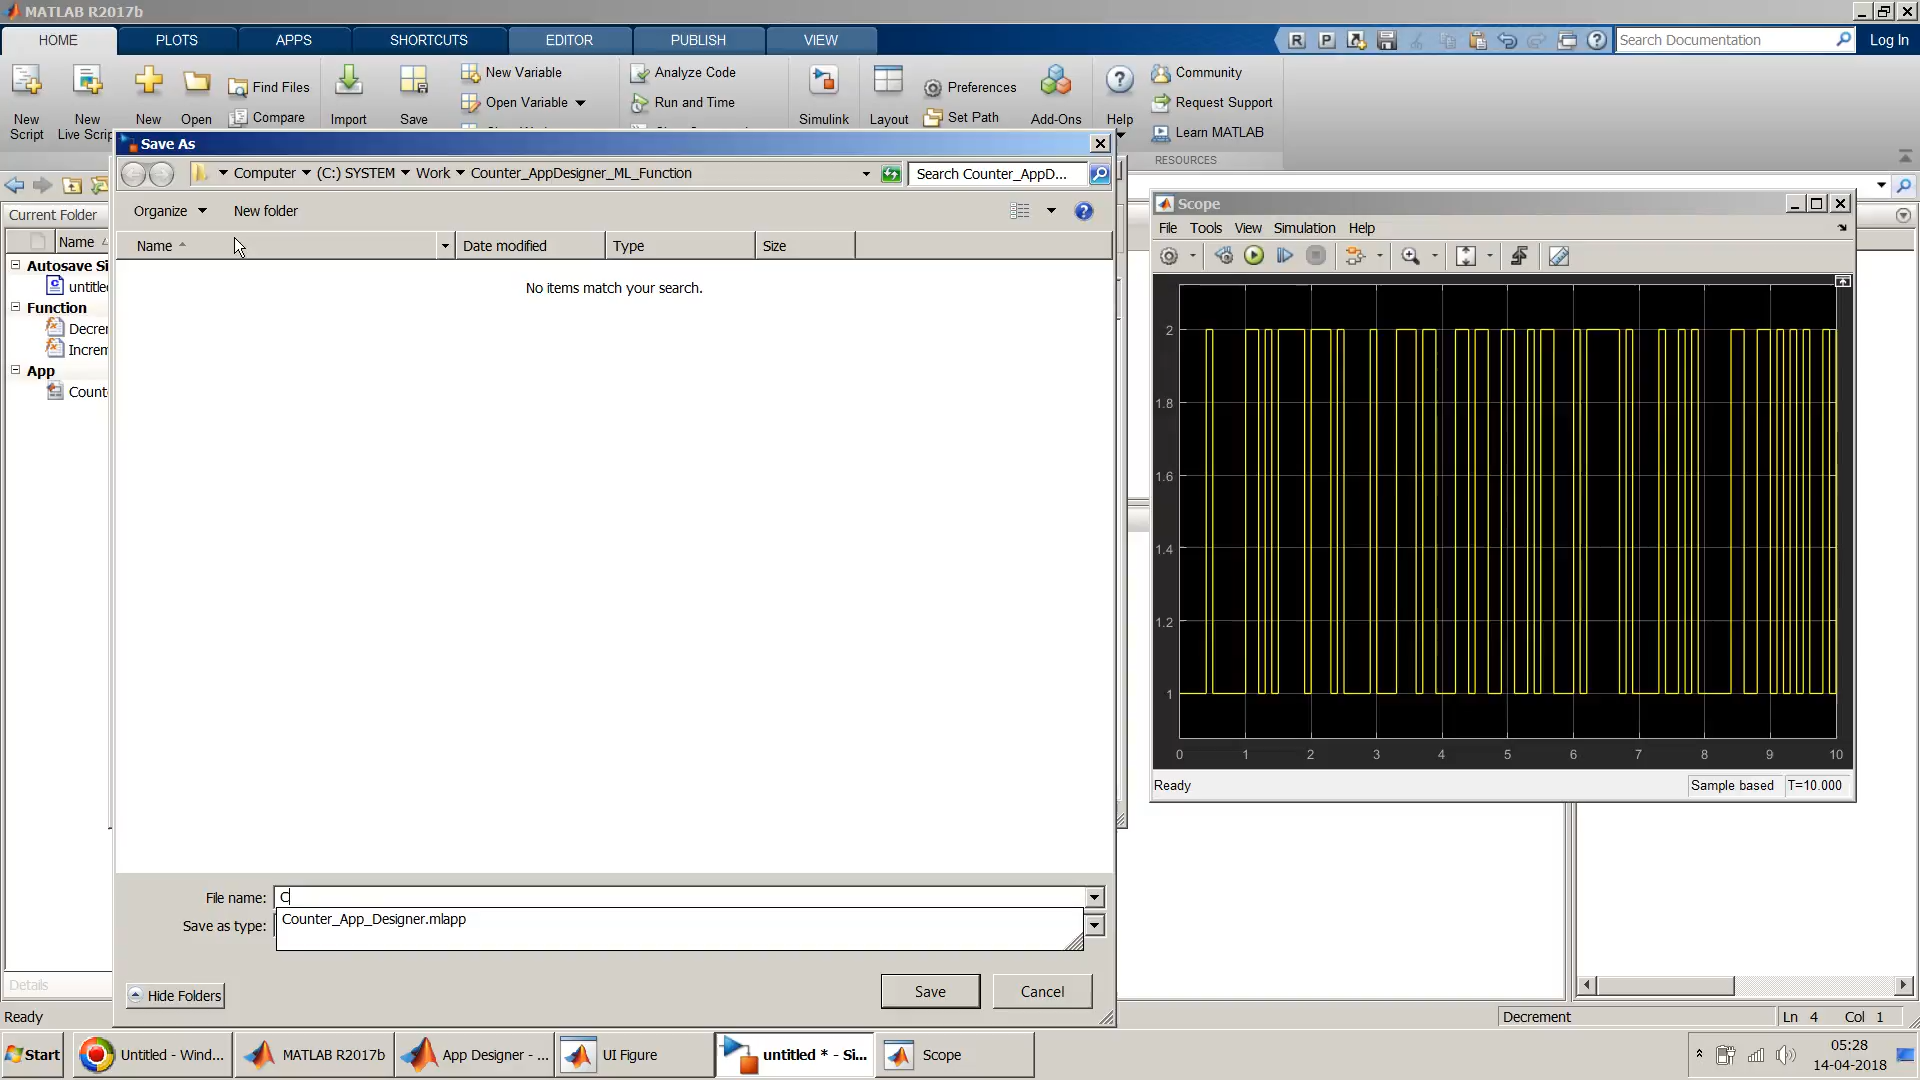 MATLAB R2017b
HOME PLOTS APPS SHORTCUTS EDITOR PUBLISH VIEW
Search Documentation
Log In
New Script
New Live Scrip
New
Open
Find Files
Compare
Import
Save
New Variable
Open Variable
Analyze Code
Run and Time
Simulink
Layout
Preferences
Set Path
Add-Ons
Help
Community
Request Support
Learn MATLAB
RESOURCES
Current Folder
Name
Autosave Si
untitle
Function
Decrer
Increm
App
Count
Details
Save As
Computer (C:) SYSTEM Work Counter_AppDesigner_ML_Function
Search Counter_AppD...
Organize New folder
Name Date modified Type Size
No items match your search.
File name: C
Counter_App_Designer.mlapp
Save as type:
Hide Folders
Save Cancel
Scope
File Tools View Simulation Help
2
1.8
1.6
1.4
1.2
1
0 1 2 3 4 5 6 7 8 9 10
Ready Sample based T=10.000
Ready
Decrement Ln 4 Col 1
Start
Untitled - Wind...
MATLAB R2017b
App Designer - ...
UI Figure
untitled * - Si...
Scope
05:28
14-04-2018